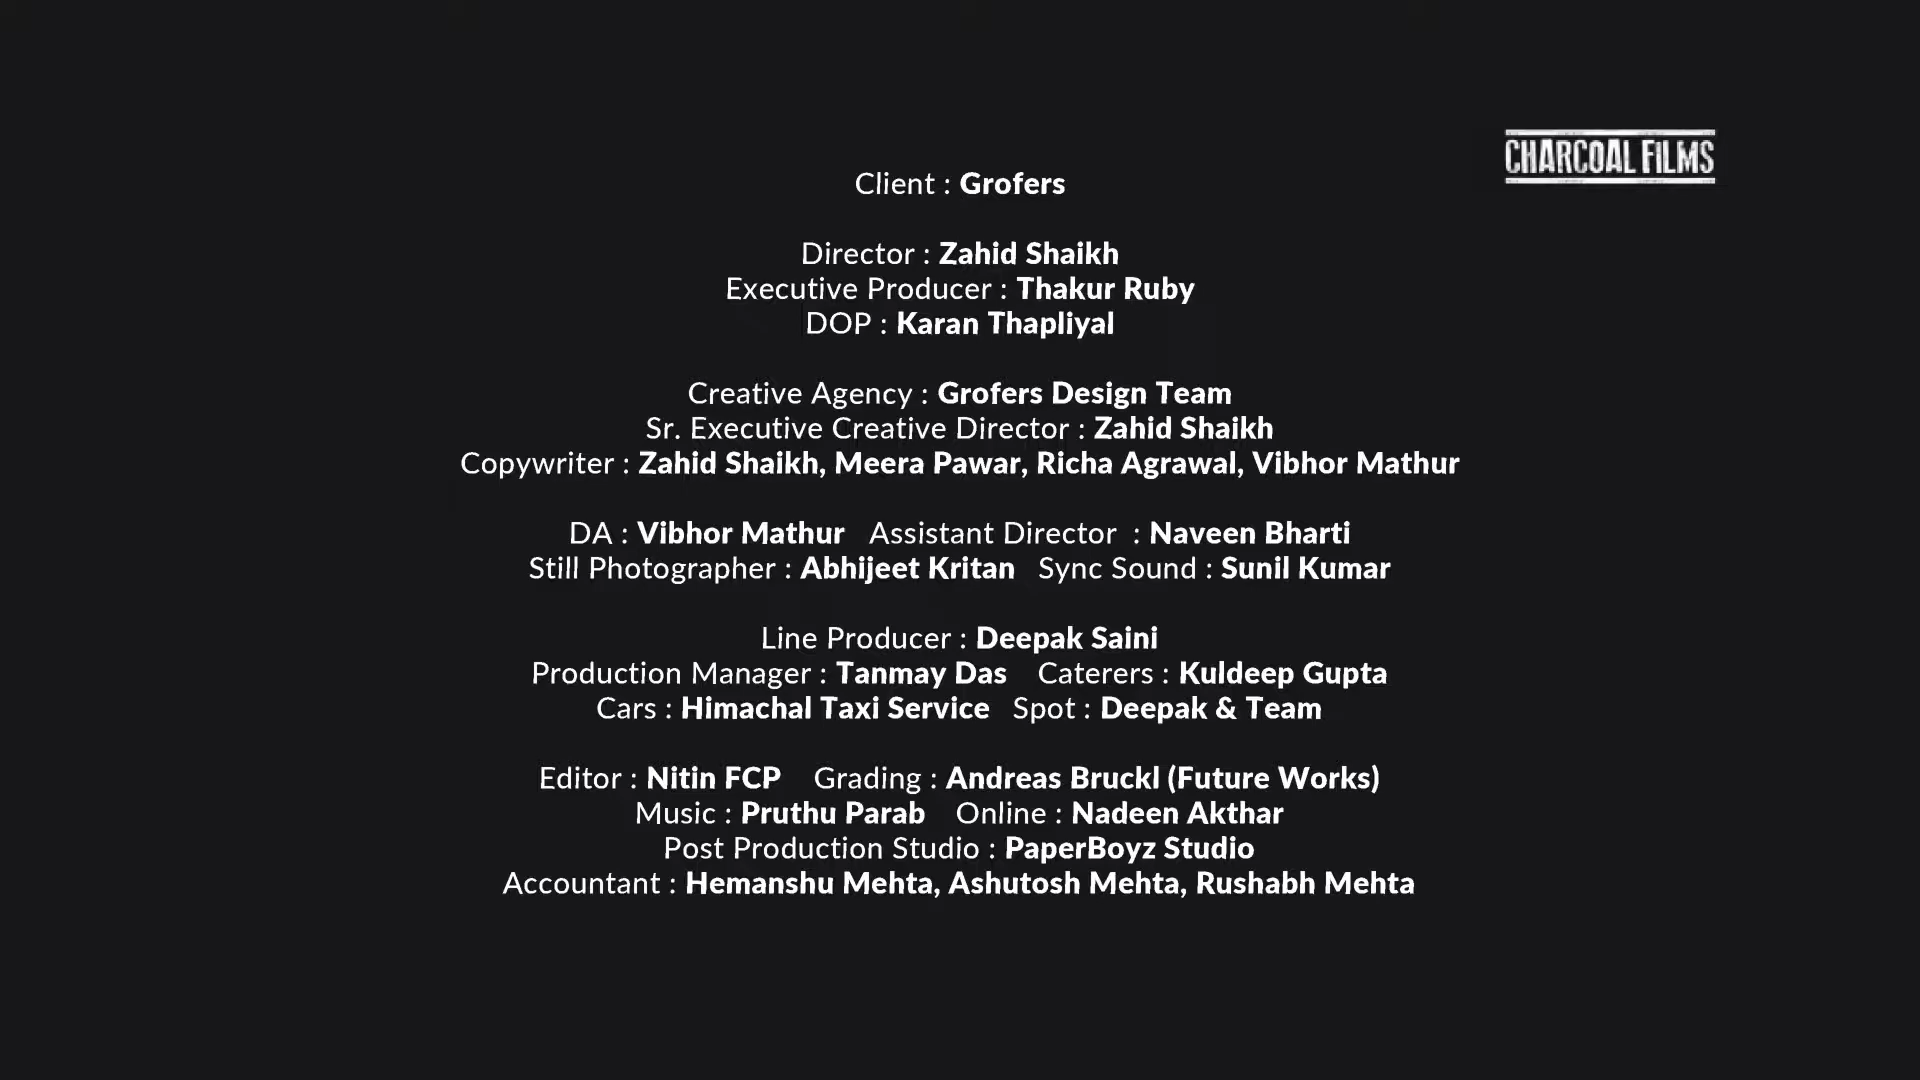 CHARCOAL FILMS
Client : Grofers
Director : Zahid Shaikh
Executive Producer : Thakur Ruby
DOP : Karan Thapliyal
Creative Agency : Grofers Design Team
Sr. Executive Creative Director : Zahid Shaikh
Copywriter : Zahid Shaikh, Meera Pawar, Richa Agrawal, Vibhor Mathur
DA : Vibhor Mathur Assistant Director : Naveen Bharti
Still Photographer : Abhijeet Kritan Sync Sound : Sunil Kumar
Line Producer : Deepak Saini
Production Manager : Tanmay Das Caterers : Kuldeep Gupta
Cars : Himachal Taxi Service Spot : Deepak & Team
Editor : Nitin FCP Grading : Andreas Bruckl (Future Works)
Music : Pruthu Parab Online : Nadeen Akthar
Post Production Studio : PaperBoyz Studio
Accountant : Hemanshu Mehta, Ashutosh Mehta, Rushabh Mehta